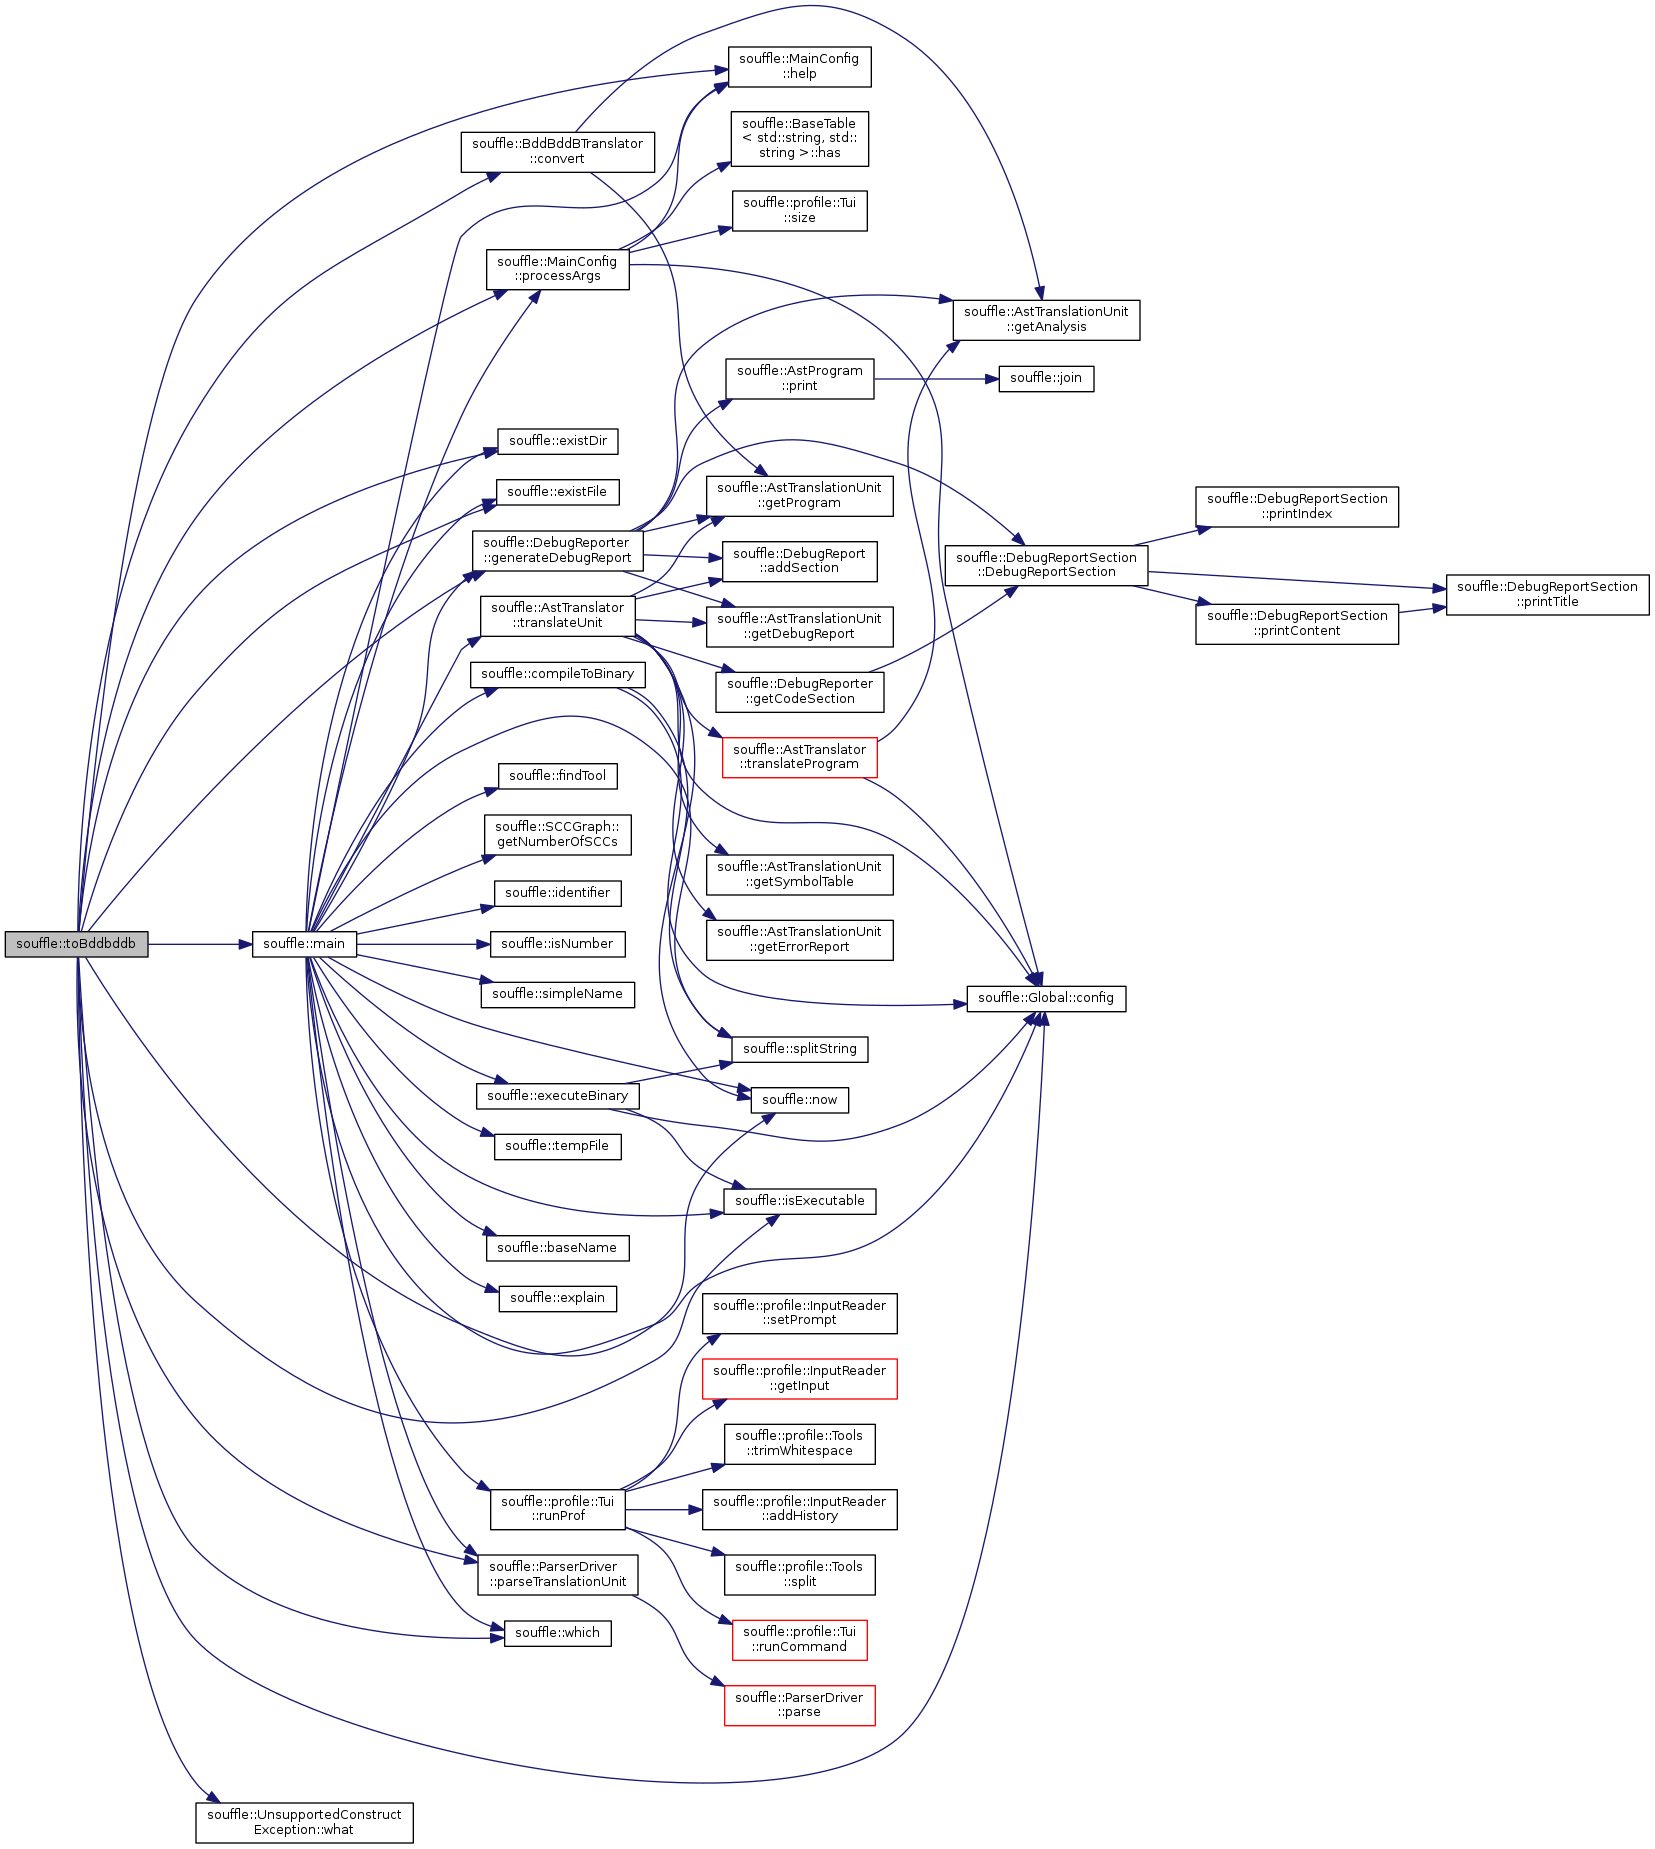 souffle::MainConfig
::help
souffle::BaseTable
< std::string, std::
string >::has
souffle::BddBddBTranslator
::convert
souffle::profile::Tui
::size
souffle::MainConfig
::processArgs
souffle::AstTranslationUnit
::getAnalysis
souffle::AstProgram
::print
souffle::join
souffle::existDir
souffle::existFile
souffle::AstTranslationUnit
::getProgram
souffle::DebugReportSection
::printIndex
souffle::DebugReporter
::generateDebugReport
souffle::DebugReport
::addSection
souffle::DebugReportSection
::DebugReportSection
souffle::DebugReportSection
::printTitle
souffle::AstTranslator
::translateUnit
souffle::AstTranslationUnit
::getDebugReport
souffle::DebugReportSection
::printContent
souffle::compileToBinary
souffle::DebugReporter
::getCodeSection
souffle::AstTranslator
::translateProgram
souffle::findTool
souffle::SCCGraph::
getNumberOfSCCs
souffle::AstTranslationUnit
::getSymbolTable
souffle::identifier
souffle::toBddbddb
souffle::main
souffle::isNumber
souffle::AstTranslationUnit
::getErrorReport
souffle::simpleName
souffle::Global::config
souffle::splitString
souffle::executeBinary
souffle::now
souffle::tempFile
souffle::isExecutable
souffle::baseName
souffle::explain
souffle::profile::InputReader
::setPrompt
souffle::profile::InputReader
::getInput
souffle::profile::Tools
::trimWhitespace
souffle::profile::Tui
::runProf
souffle::profile::InputReader
::addHistory
souffle::ParserDriver
::parseTranslationUnit
souffle::profile::Tools
::split
souffle::which
souffle::profile::Tui
::runCommand
souffle::ParserDriver
::parse
souffle::UnsupportedConstruct
Exception::what